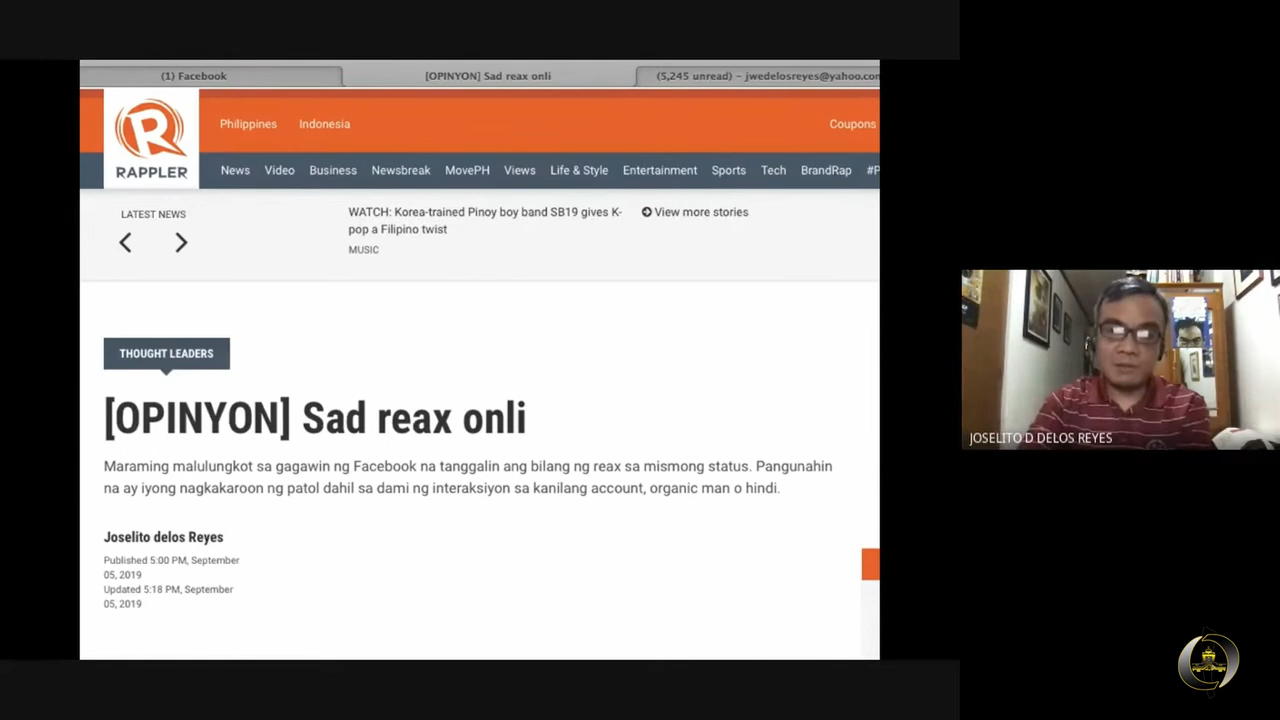 (1) Facebook
[OPINYON] Sad reax onli
(5,245 unread) – jwedelosreyes@yahoo.com
RAPPLER
Philippines
Indonesia
Coupons
News
Video
Business
Newsbreak
MovePH
Views
Life & Style
Entertainment
Sports
Tech
BrandRap
#P
LATEST NEWS
WATCH: Korea-trained Pinoy boy band SB19 gives K-
pop a Filipino twist
MUSIC
View more stories
THOUGHT LEADERS
[OPINYON] Sad reax onli
Maraming malulungkot sa gagawin ng Facebook na tanggalin ang bilang ng reax sa mismong status. Pangunahin
na ay iyong nagkakaroon ng patol dahil sa dami ng interaksiyon sa kanilang account, organic man o hindi.
Joselito delos Reyes
Published 5:00 PM, September
05, 2019
Updated 5:18 PM, September
05, 2019
JOSELITO D DELOS REYES